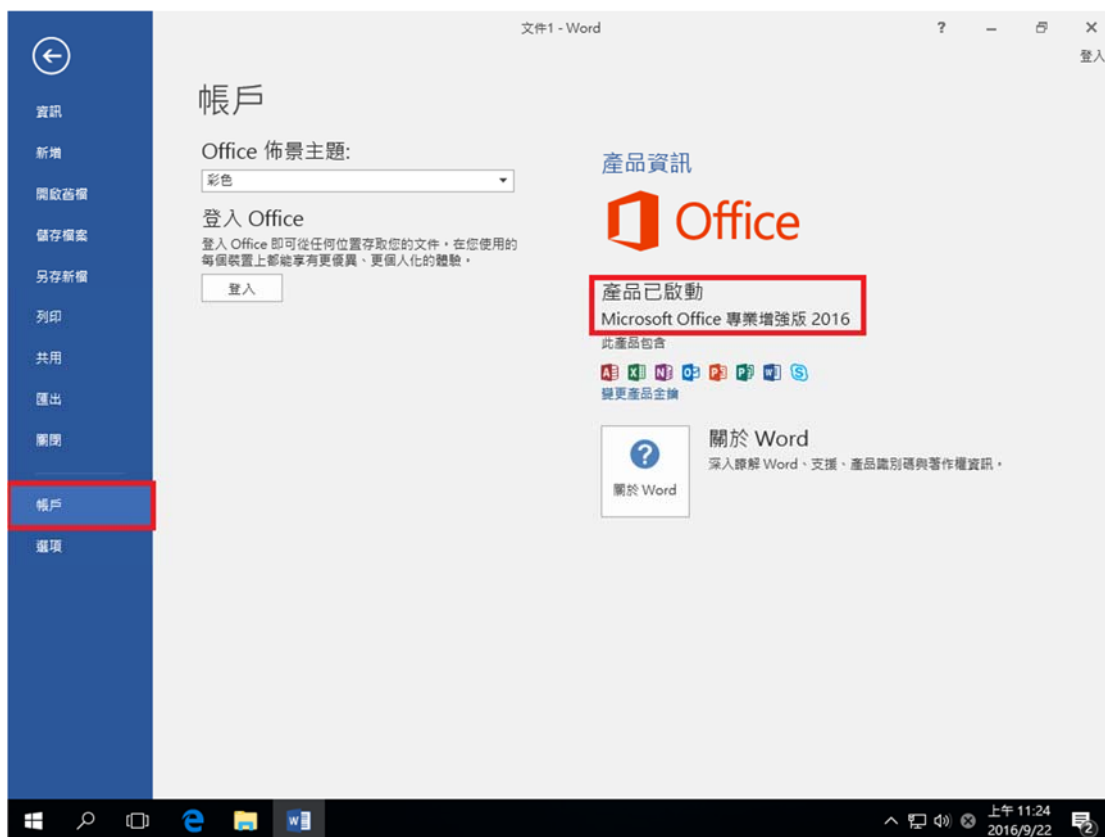 文件1 - Word
?
登入
資訊
新增
開啟舊檔
儲存檔案
另存新檔
列印
共用
匯出
關閉
帳戶
選項
帳戶
Office 佈景主題:
彩色
登入 Office
登入 Office 即可從任何位置存取您的文件。在您使用的
每個裝置上都能享有更優異、更個人化的體驗。
登入
產品資訊
Office
產品已啟動
Microsoft Office 專業增強版 2016
此產品包含
變更產品金鑰
?
關於 Word
關於 Word
深入瞭解 Word、支援、產品識別碼與著作權資訊。
上午 11:24
2016/9/22
2